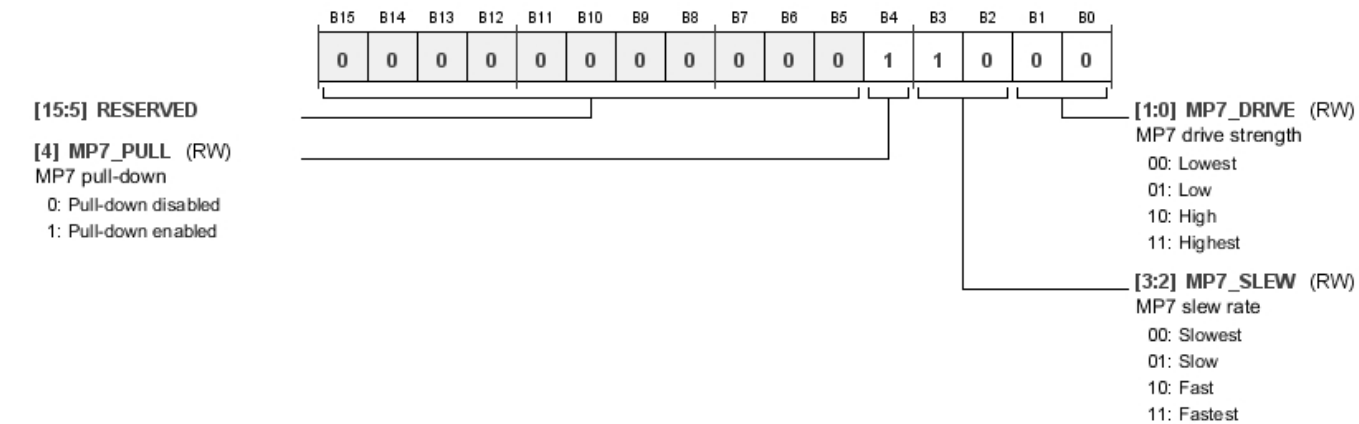 B15 B14 B13 B12 B11 B10 B9 B8 B7 B6 B5 B4 B3 B2 B1 B0
0 0 0 0 0 0 0 0 0 0 0 1 1 0 0 0
[15:5] RESERVED
[4] MP7_PULL (RW)
MP7 pull-down
0: Pull-down disabled
1: Pull-down enabled
[1:0] MP7_DRIVE (RW)
MP7 drive strength
00: Lowest
01: Low
10: High
11: Highest
[3:2] MP7_SLEW (RW)
MP7 slew rate
00: Slowest
01: Slow
10: Fast
11: Fastest